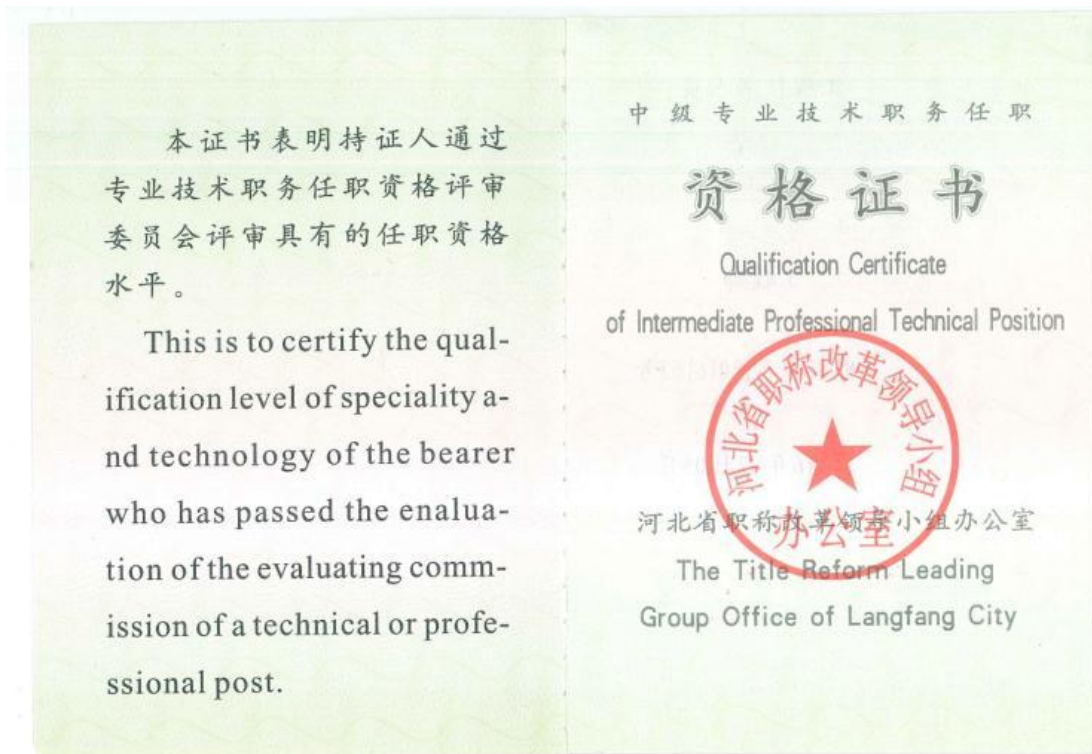 本证书表明持证人通过
专业技术职务任职资格评审
委员会评审具有的任职资格
水平。
This is to certify the qual-
ification level of speciality a-
nd technology of the bearer
who has passed the enalua-
tion of the evaluating comm-
ission of a technical or profe-
ssional post.
中级专业技术职务任职
资格证书
Qualification Certificate
of Intermediate Professional Technical Position
河北省职称改革领导小组
办公室
河北省职称改革领导小组办公室
The Title Reform Leading
Group Office of Langfang City